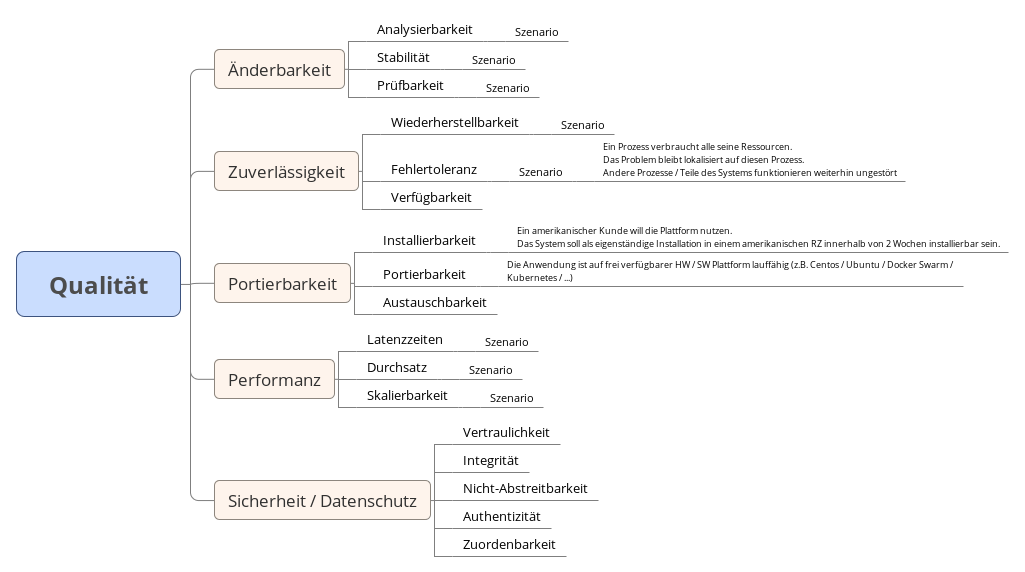 Qualität
Änderbarkeit
Analysierbarkeit Szenario
Stabilität Szenario
Prüfbarkeit Szenario
Zuverlässigkeit
Wiederherstellbarkeit Szenario
Fehlertoleranz Szenario
Ein Prozess verbraucht alle seine Ressourcen.
Das Problem bleibt lokalisiert auf diesen Prozess.
Andere Prozesse / Teile des Systems funktionieren weiterhin ungestört
Verfügbarkeit
Portierbarkeit
Installierbarkeit
Ein amerikanischer Kunde will die Plattform nutzen.
Das System soll als eigenständige Installation in einem amerikanischen RZ innerhalb von 2 Wochen installierbar sein.
Portierbarkeit
Die Anwendung ist auf frei verfügbarer HW / SW Plattform lauffähig (z.B. Centos / Ubuntu / Docker Swarm /
Kubernetes / ...)
Austauschbarkeit
Performanz
Latenzzeiten Szenario
Durchsatz Szenario
Skalierbarkeit Szenario
Sicherheit / Datenschutz
Vertraulichkeit
Integrität
Nicht-Abstreitbarkeit
Authentizität
Zuordenbarkeit